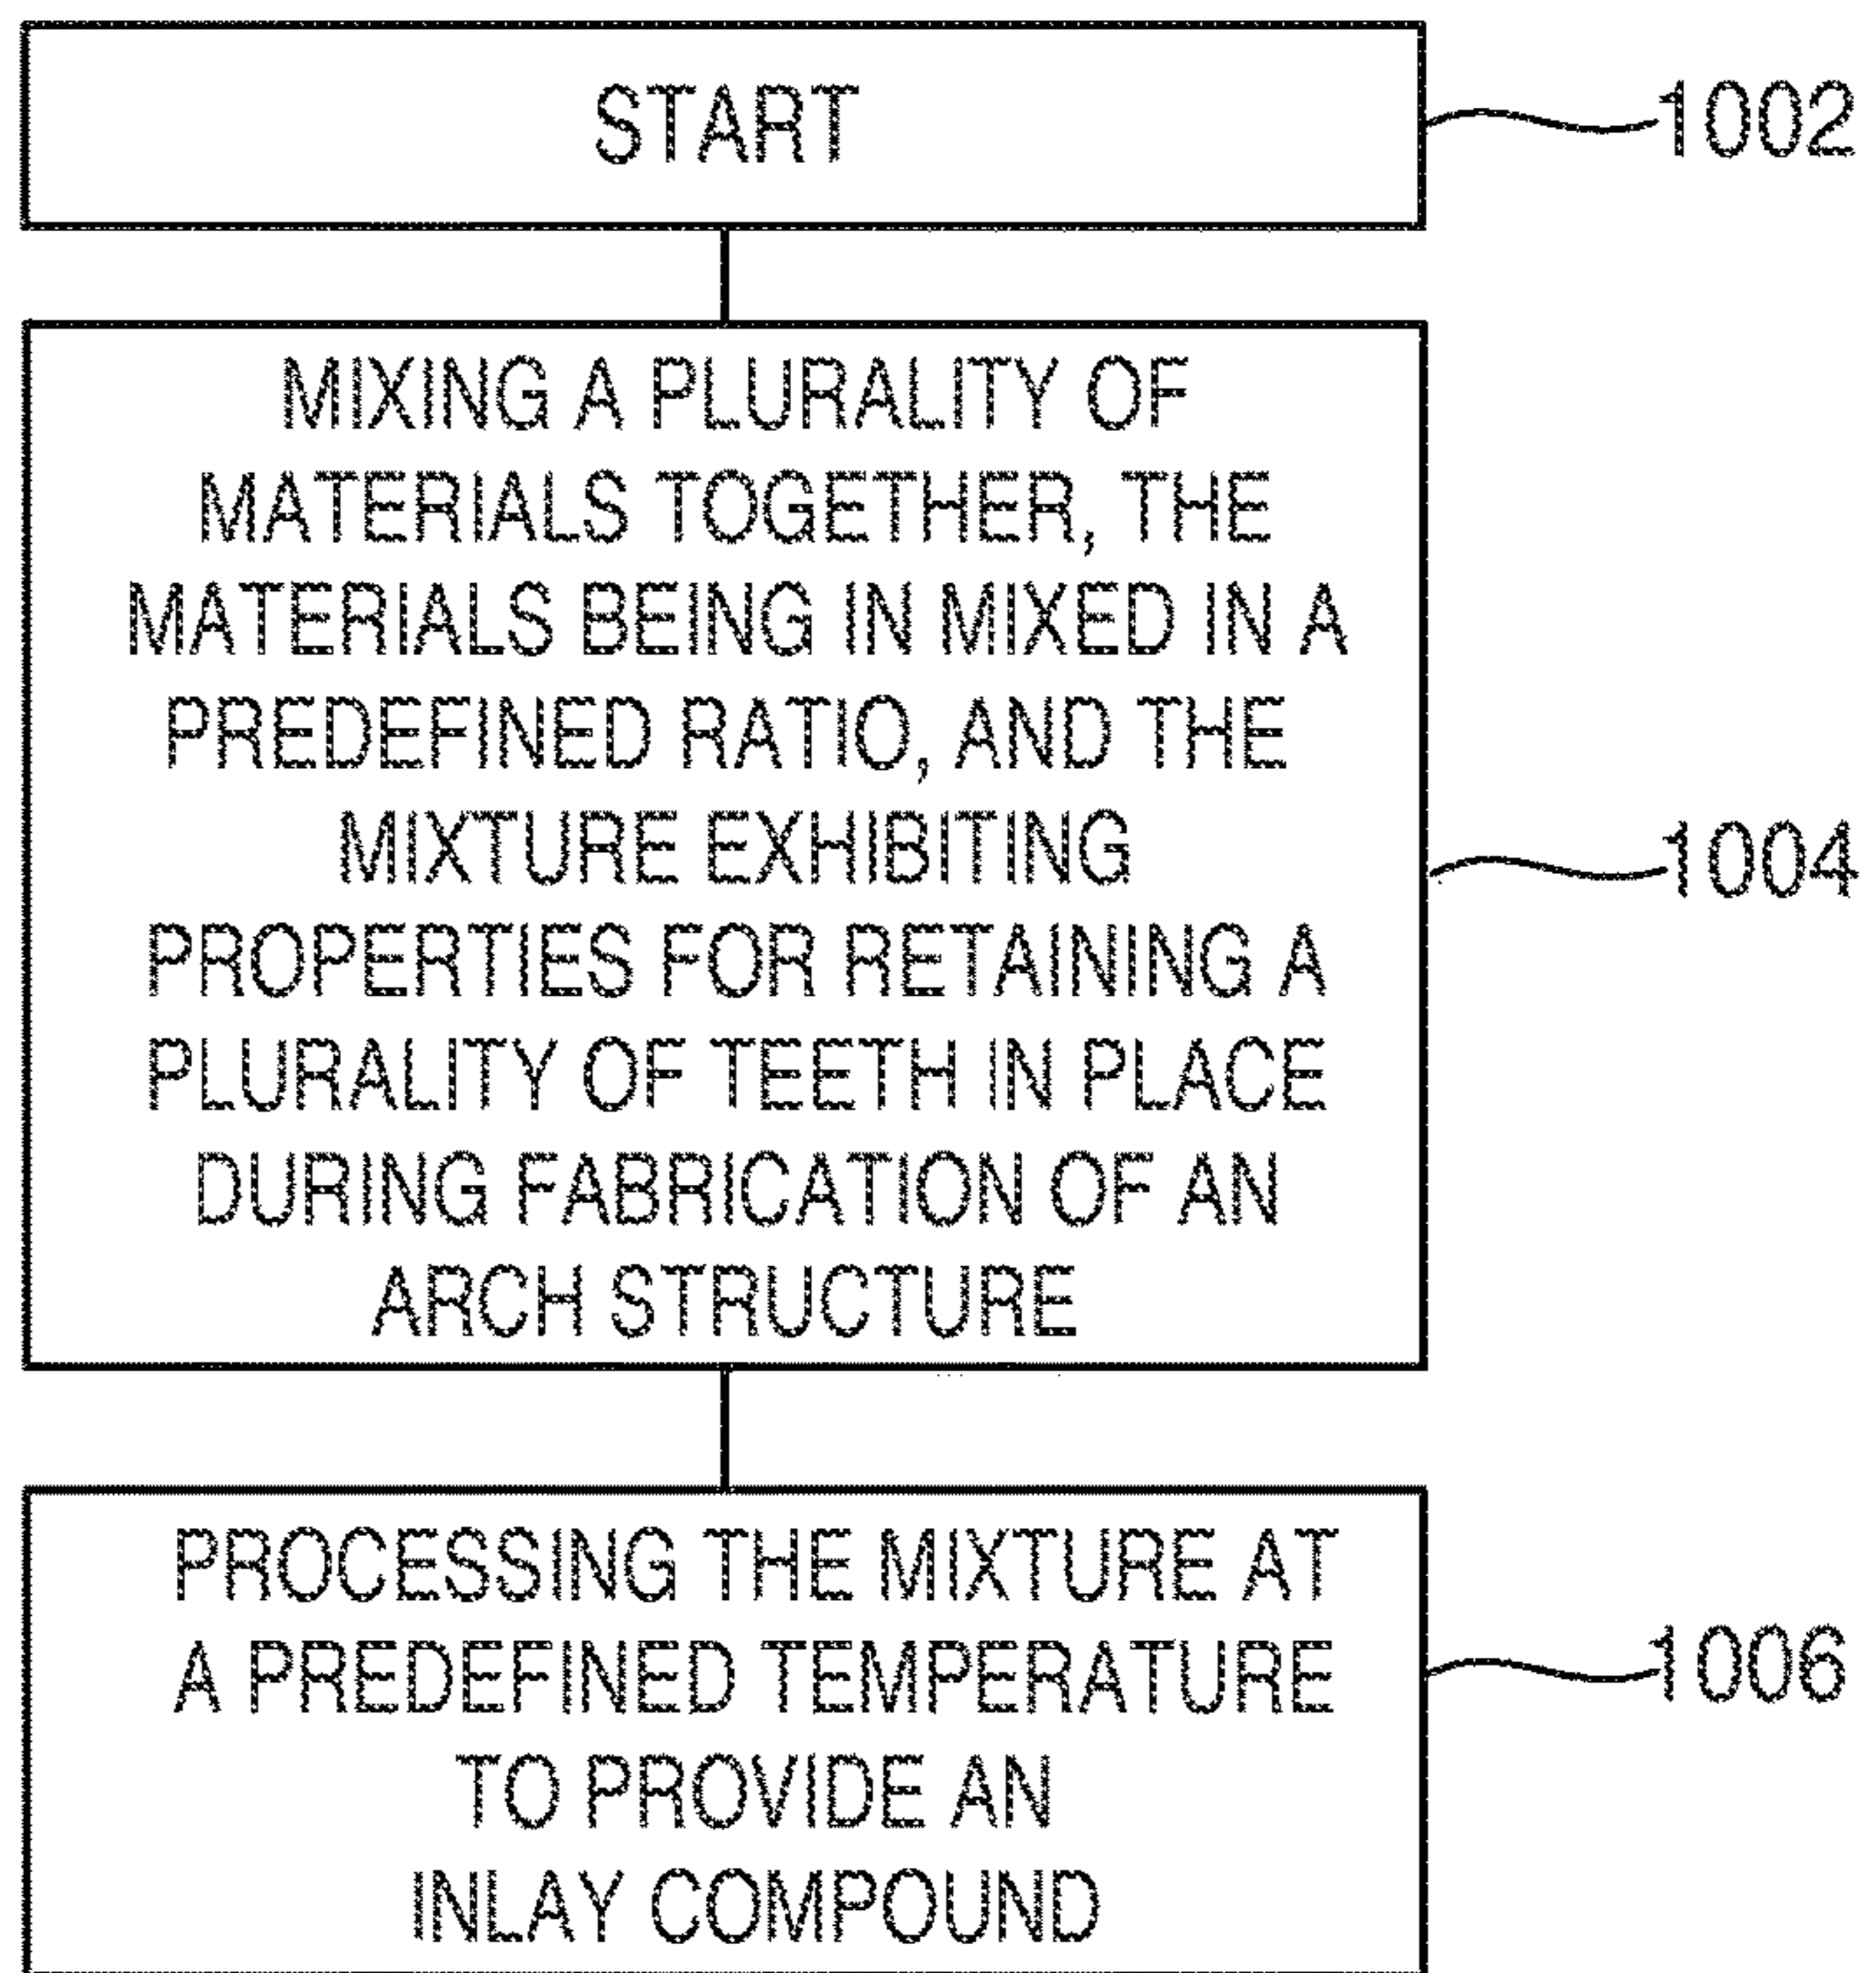 START
1002
MIXING A PLURALITY OF
MATERIALS TOGETHER, THE
MATERIALS BEING IN MIXED IN A
PREDEFINED RATIO, AND THE
MIXTURE EXHIBITING
PROPERTIES FOR RETAINING A
PLURALITY OF TEETH IN PLACE
DURING FABRICATION OF AN
ARCH STRUCTURE
1004
PROCESSING THE MIXTURE AT
A PREDEFINED TEMPERATURE
TO PROVIDE AN
INLAY COMPOUND
1006